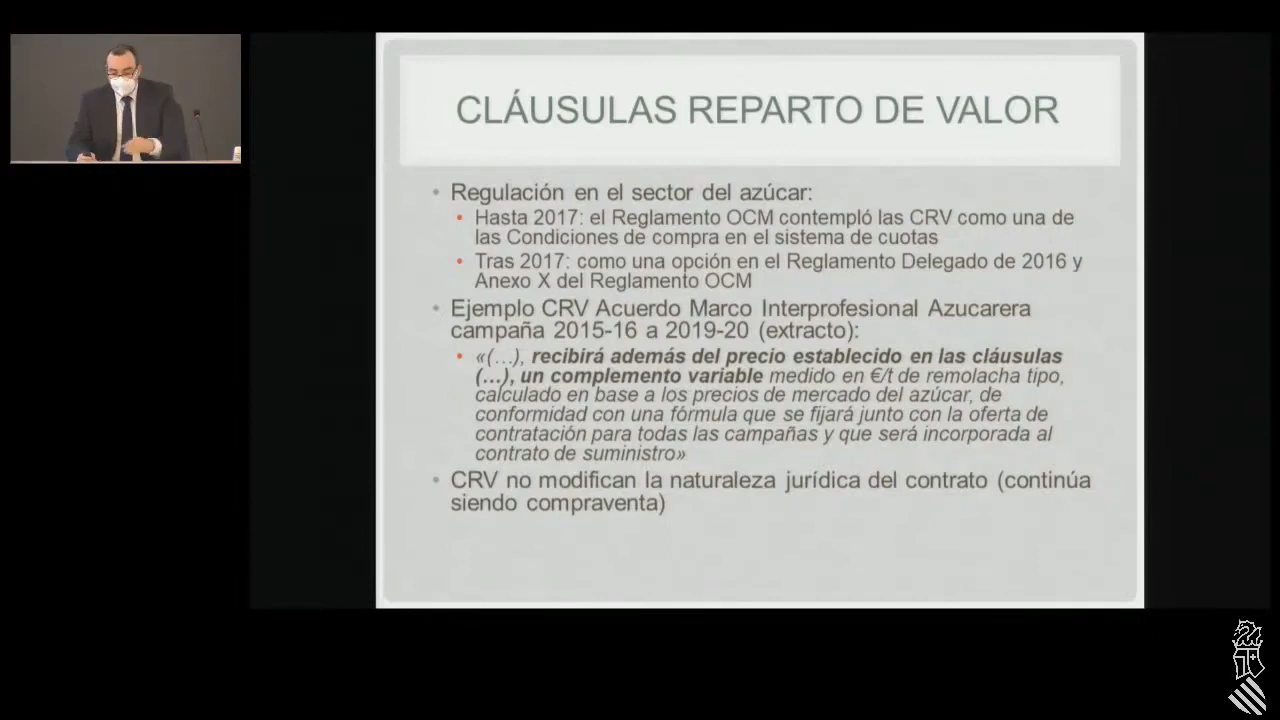 CLÁUSULAS REPARTO DE VALOR
• Regulación en el sector del azúcar:
• Hasta 2017: el Reglamento OCM contempló las CRV como una de
las Condiciones de compra en el sistema de cuotas
• Tras 2017: como una opción en el Reglamento Delegado de 2016 y
Anexo X del Reglamento OCM
• Ejemplo CRV Acuerdo Marco Interprofesional Azucarera
campaña 2015-16 a 2019-20 (extracto):
• «(…), recibirá además del precio establecido en las cláusulas
(…), un complemento variable medido en €/t de remolacha tipo,
calculado en base a los precios de mercado del azúcar, de
conformidad con una fórmula que se fijará junto con la oferta de
contratación para todas las campañas y que será incorporada al
contrato de suministro»
• CRV no modifican la naturaleza jurídica del contrato (continúa
siendo compraventa)